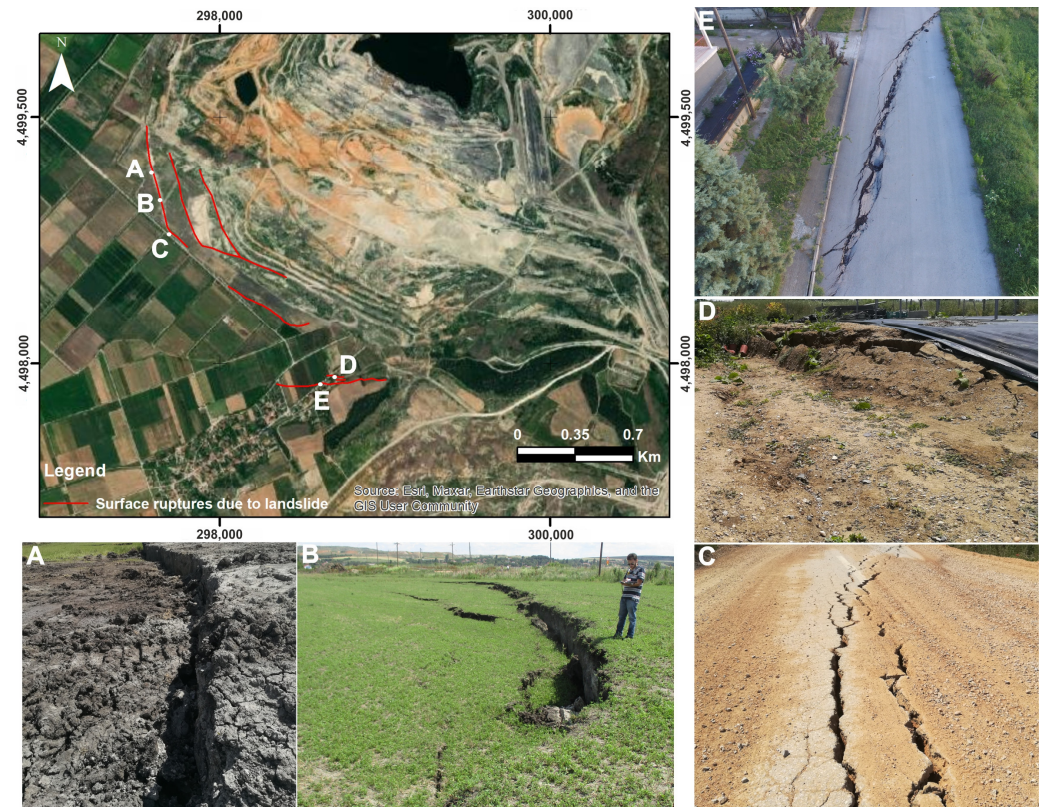 298,000 300,000
N
4,499,500 4,499,500
A
B
C
4,498,000 4,498,000
D
E
0 0.35 0.7
Km
Legend
Surface ruptures due to landslide
Source: Esri, Maxar, Earthstar Geographics, and the
GIS User Community
298,000 300,000
E
D
A
B
C